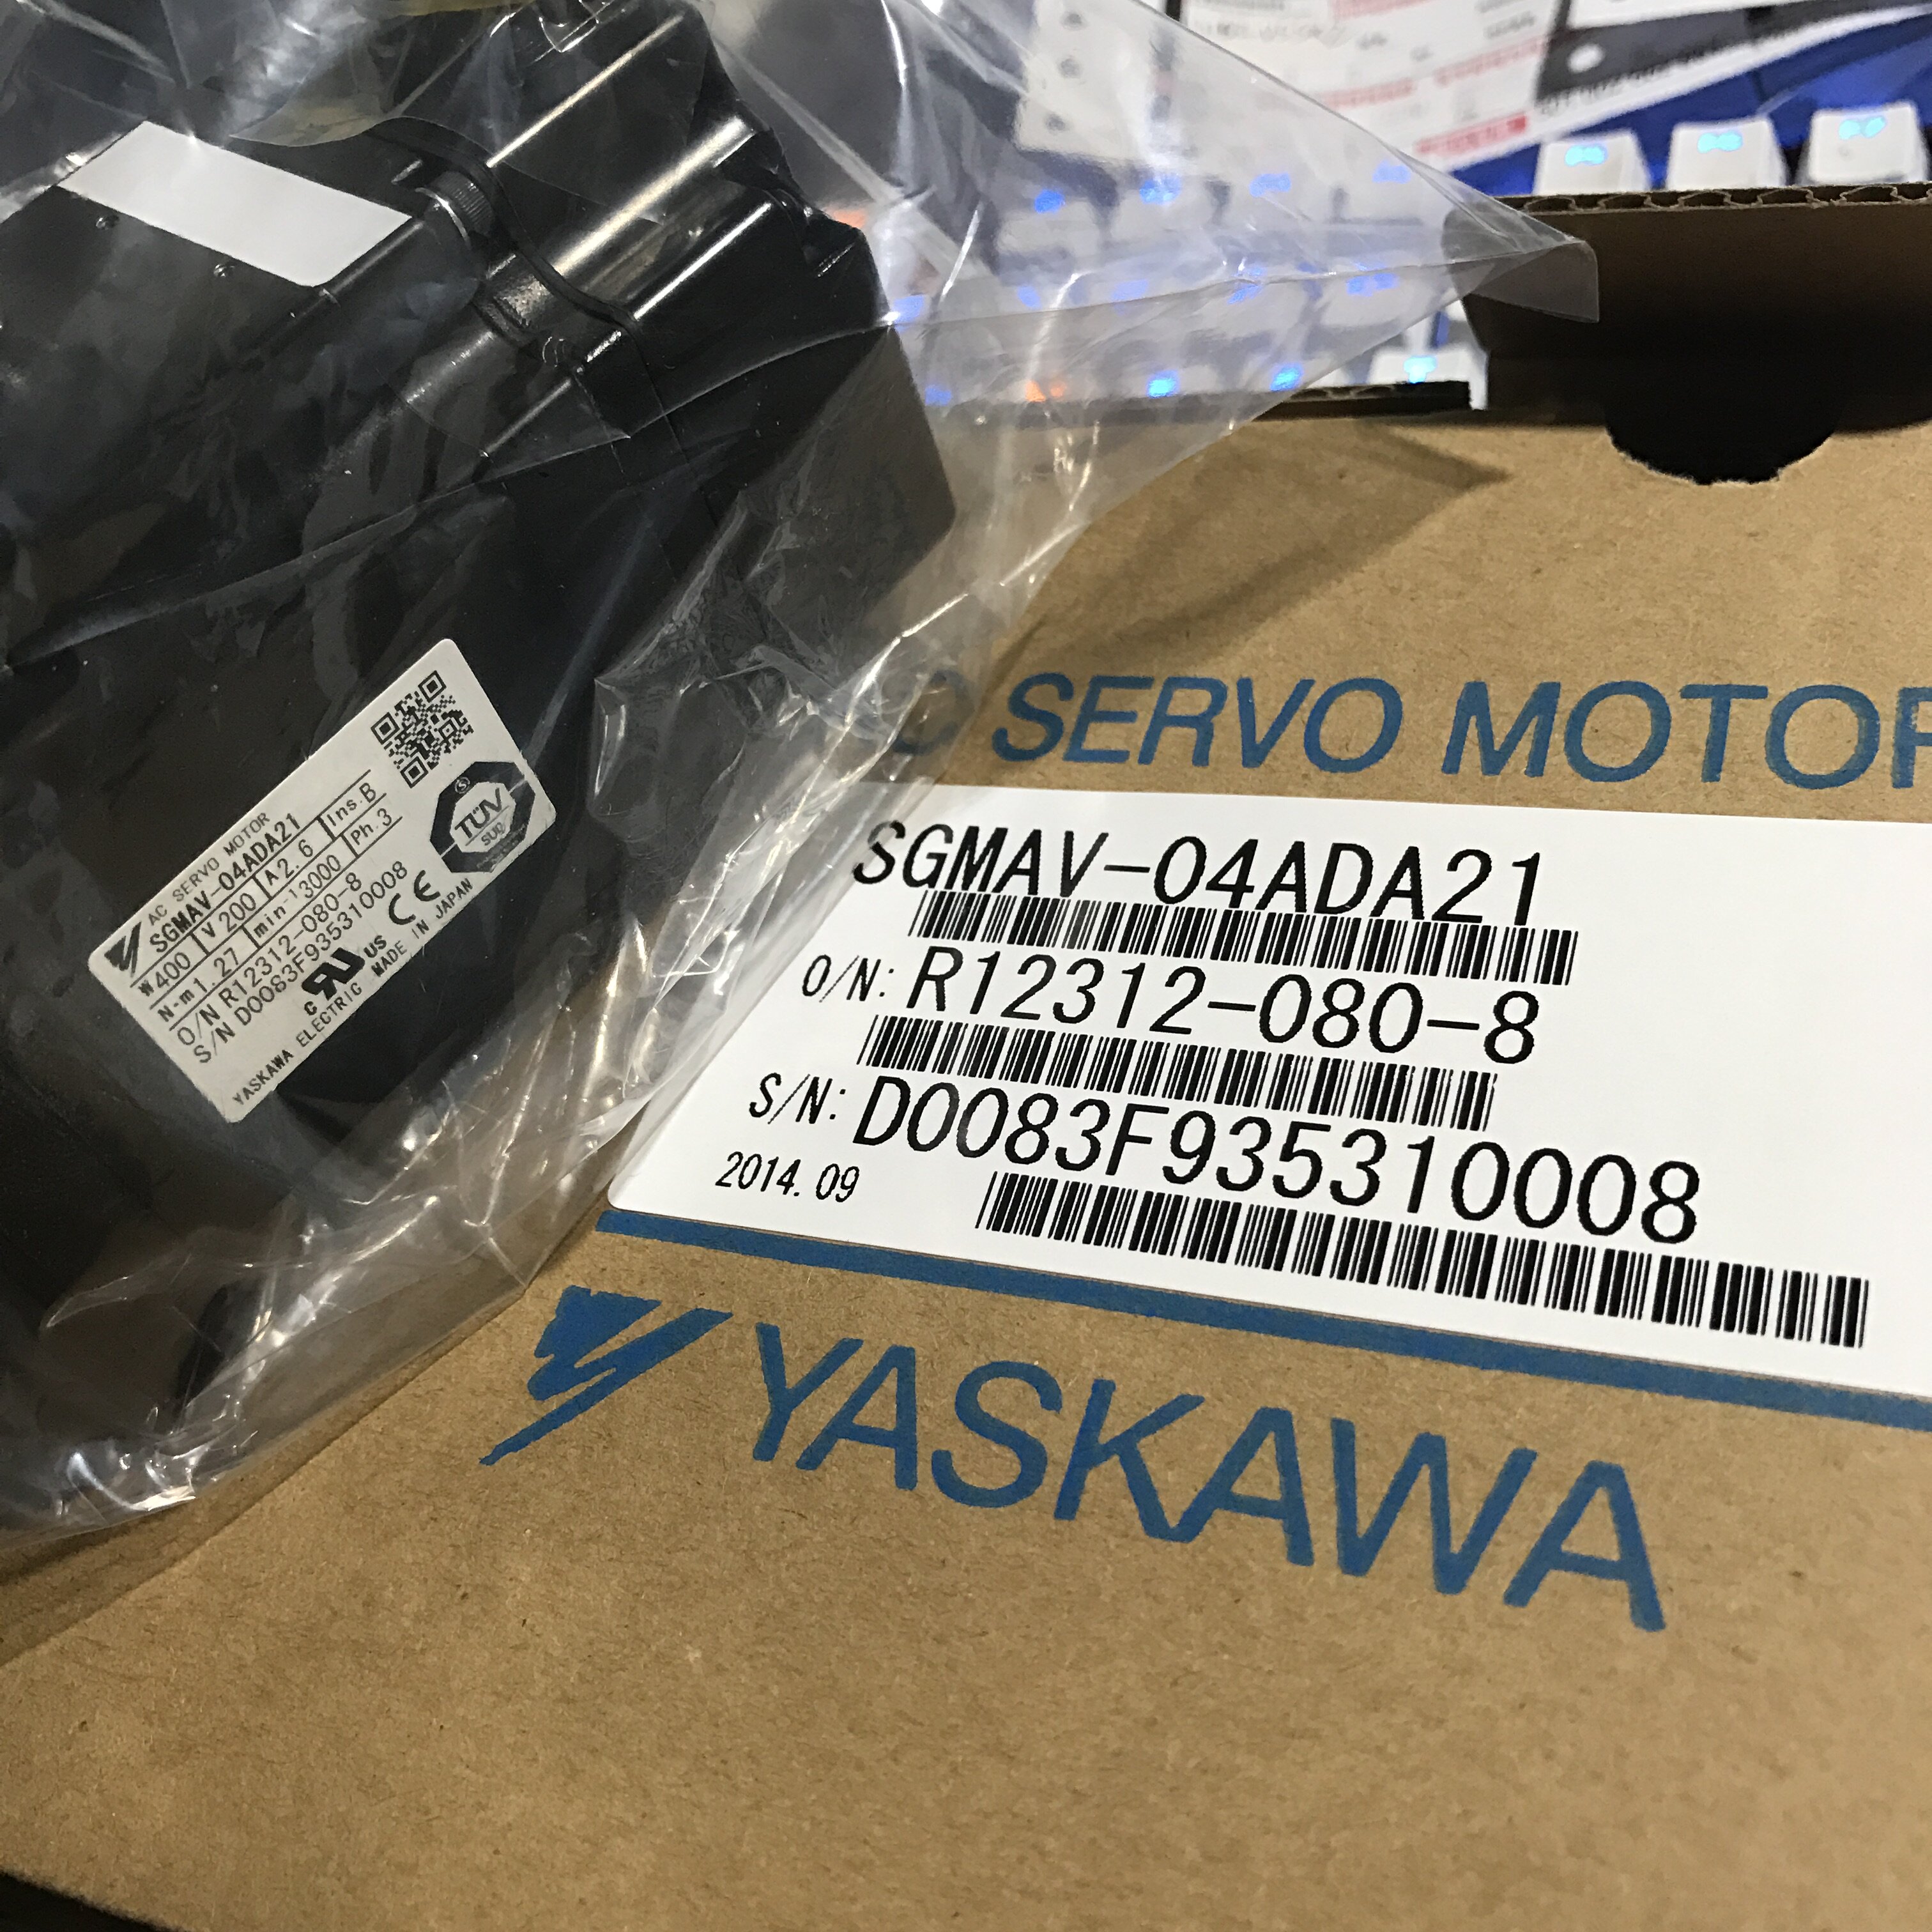 AC SERVO MOTOR
SGMAV-04ADA21
W 400 V 200 A 2.6 Ins.B
N-m 1.27 min-1 3000 Ph.3
O/N R12312-080-8
S/N D0083F935310008
C US CE
YASKAWA ELECTRIC MADE IN JAPAN
TÜV
SÜD
C SERVO MOTOR
SGMAV-04ADA21
O/N: R12312-080-8
S/N: D0083F935310008
2014.09
YASKAWA